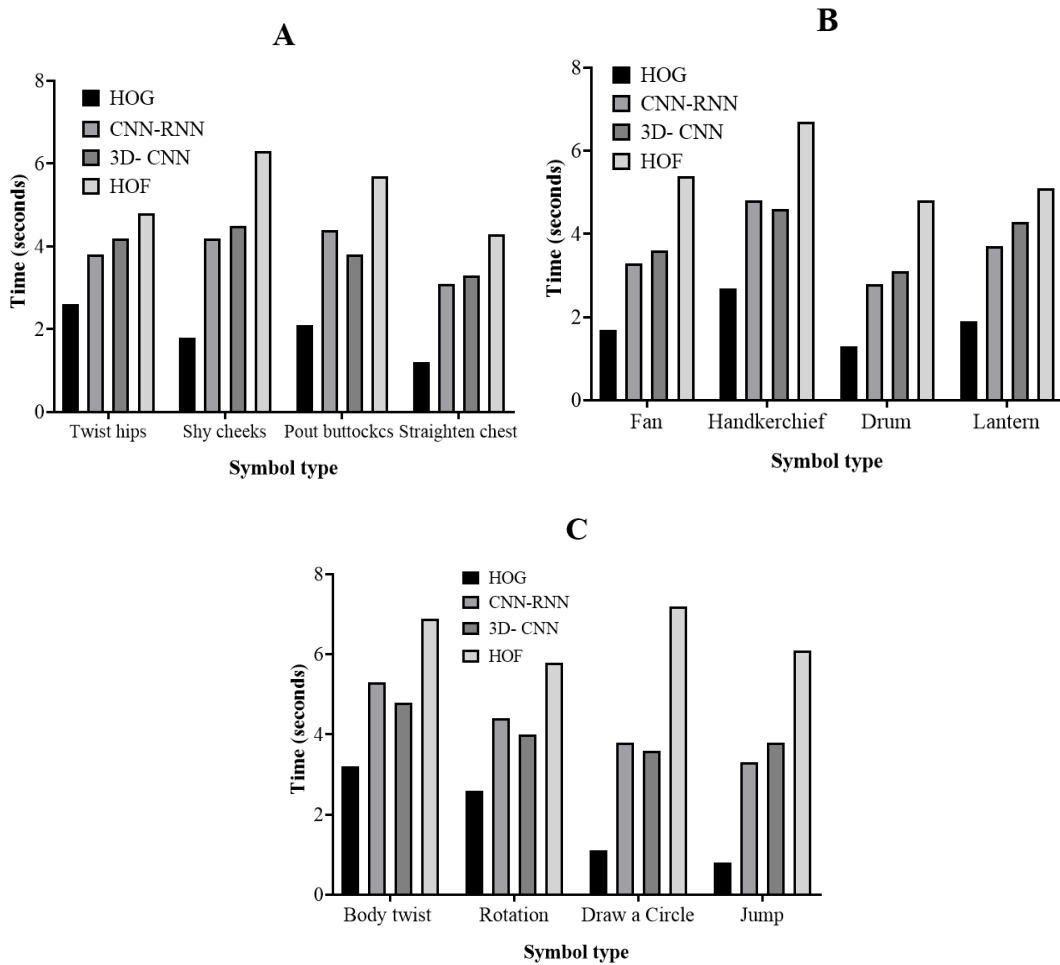 A
8
6
4
2
0
Time (seconds)
HOG
CNN-RNN
3D- CNN
HOF
Twist hips Shy cheeks Pout buttockcs Straighten chest
Symbol type
B
8
6
4
2
0
Time (seconds)
HOG
CNN-RNN
3D- CNN
HOF
Fan Handkerchief Drum Lantern
Symbol type
C
8
6
4
2
0
Time (seconds)
HOG
CNN-RNN
3D- CNN
HOF
Body twist Rotation Draw a Circle Jump
Symbol type